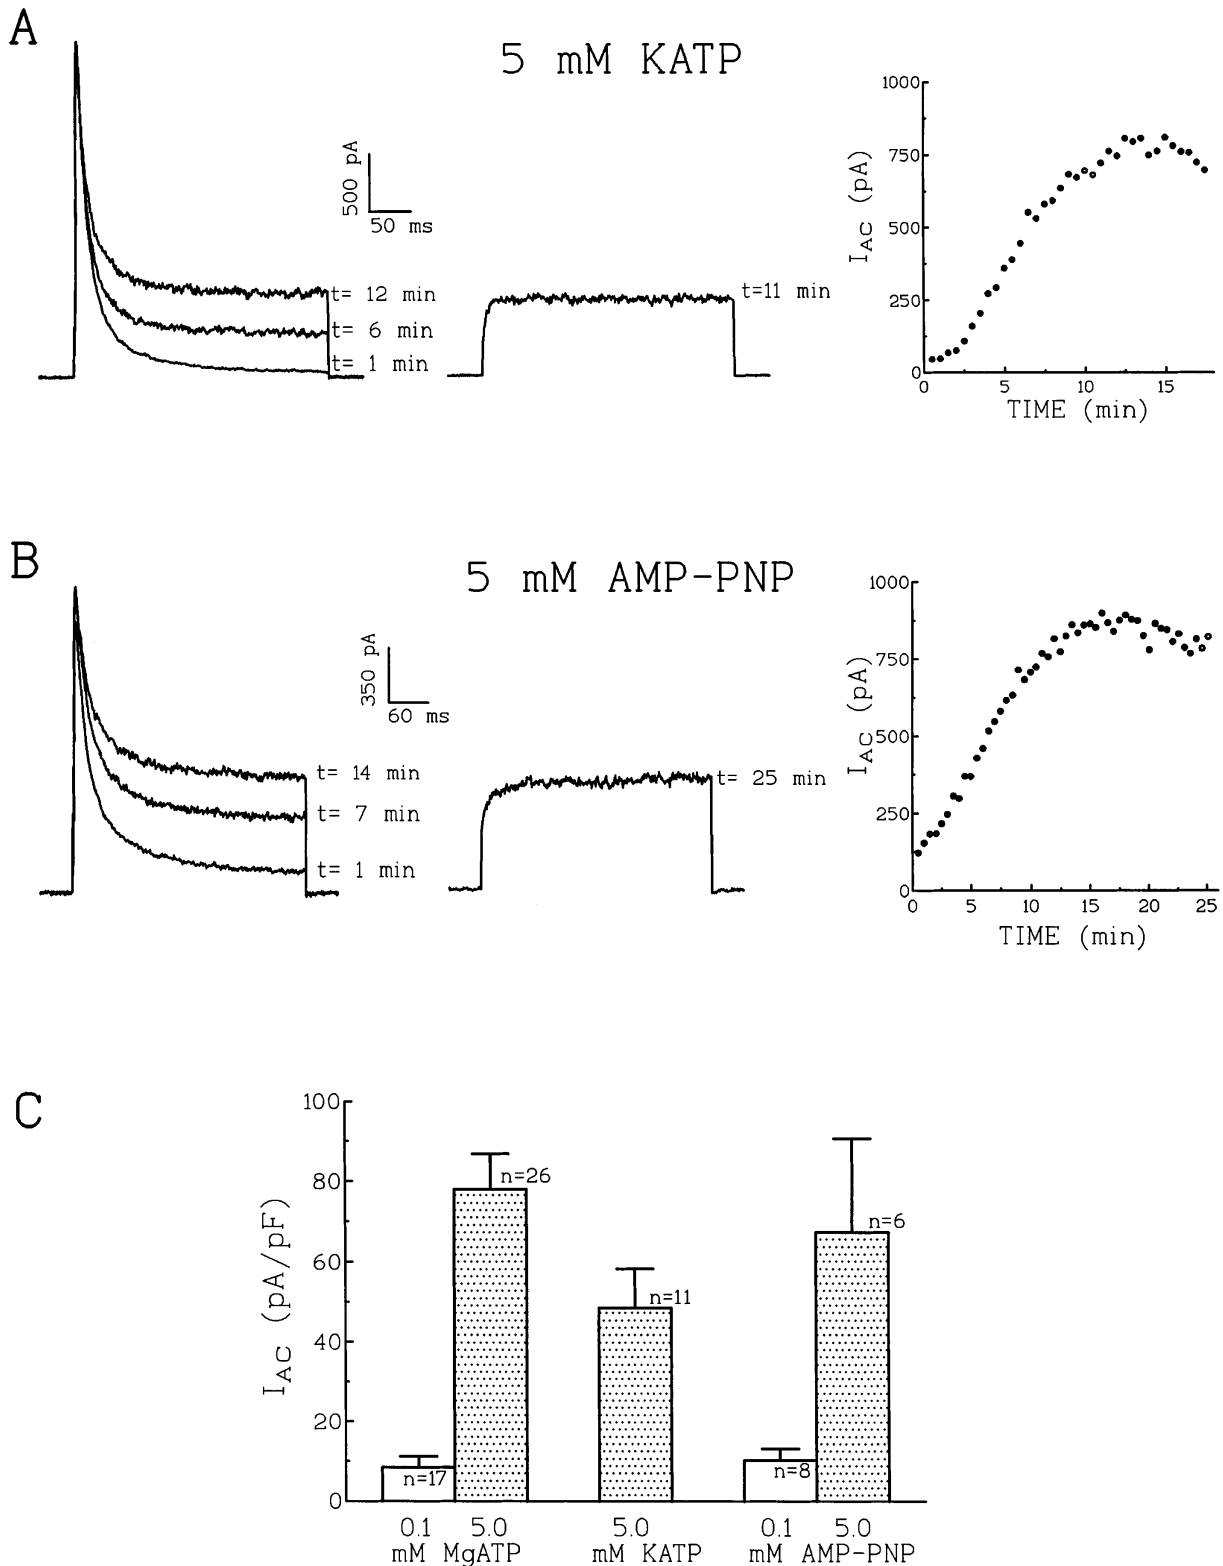 A
5 mM KATP
500 pA
50 ms
t= 12 min
t= 6 min
t= 1 min
t=11 min
1000
750
500
250
0
IAC (pA)
0 5 10 15
TIME (min)
B
5 mM AMP-PNP
350 pA
60 ms
t= 14 min
t= 7 min
t= 1 min
t= 25 min
1000
750
500
250
0
IAC (pA)
0 5 10 15 20 25
TIME (min)
C
100
80
60
40
20
0
IAC (pA/pF)
n=17
n=26
n=11
n=8
n=6
0.1 5.0 5.0 0.1 5.0
mM MgATP mM KATP mM AMP-PNP